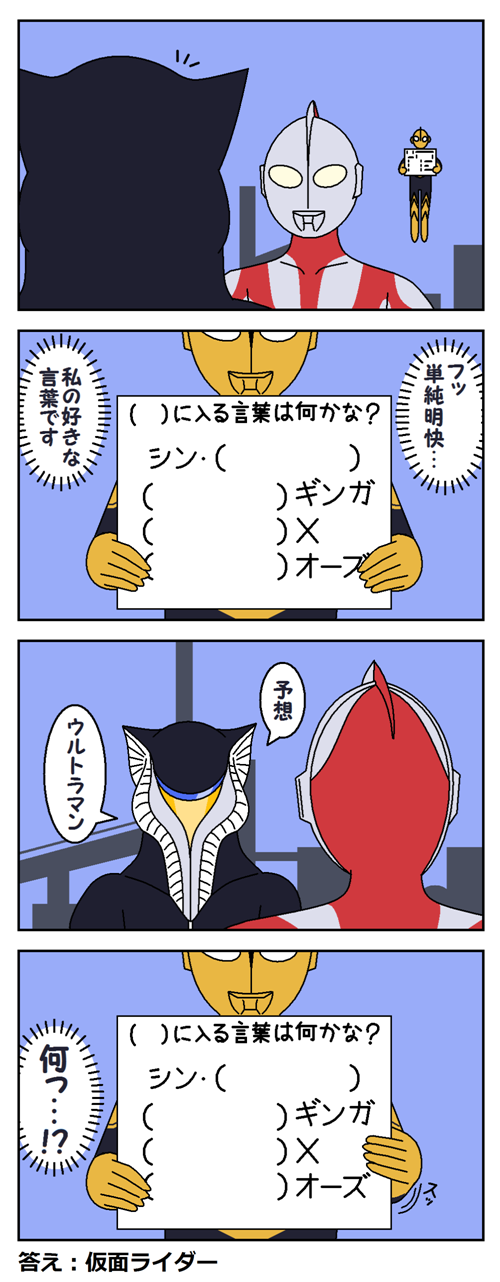 フッ
単純明快…
私の好きな
言葉です
(　)に入る言葉は何かな？
シン・(　　　　)
(　　　　)ギンガ
(　　　　)X
(　　　　)オーズ
予想
ウルトラマン
何っ…!?
(　)に入る言葉は何かな？
シン・(　　　　)
(　　　　)ギンガ
(　　　　)X
(　　　　)オーズ
スッ
答え：仮面ライダー